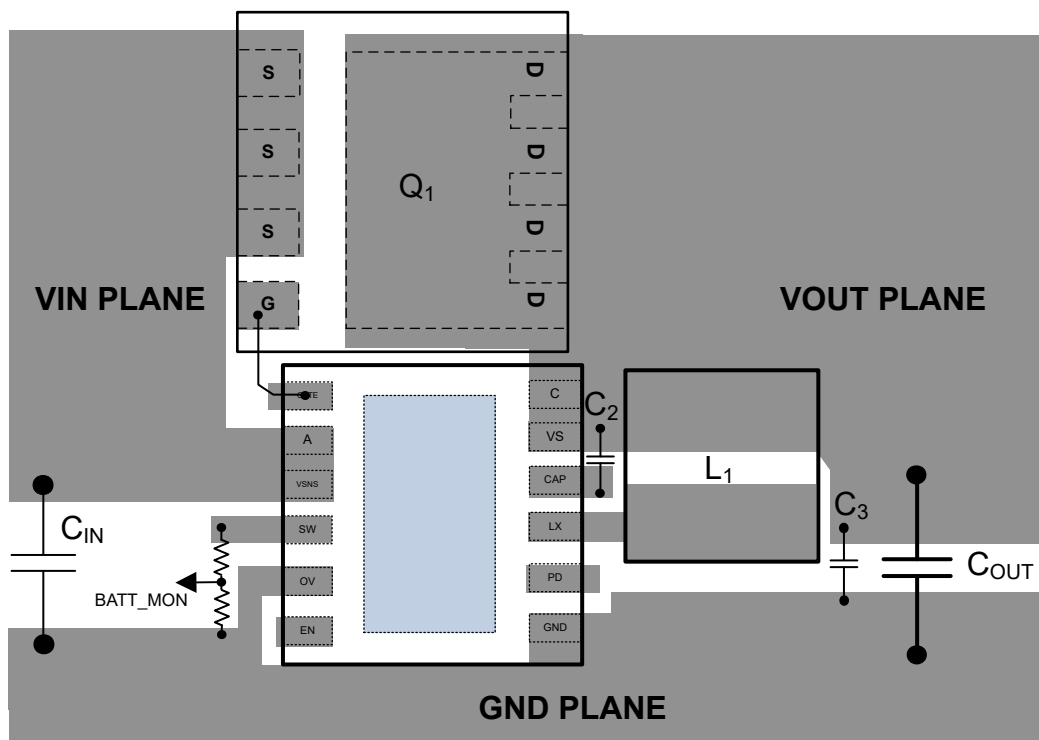 S
D
S
D
Q1
S
D
G
D
VIN PLANE
VOUT PLANE
GATE
C
C2
A
VS
VSNS
CAP
L1
CIN
SW
LX
C3
OV
PD
COUT
BATT_MON
EN
GND
GND PLANE